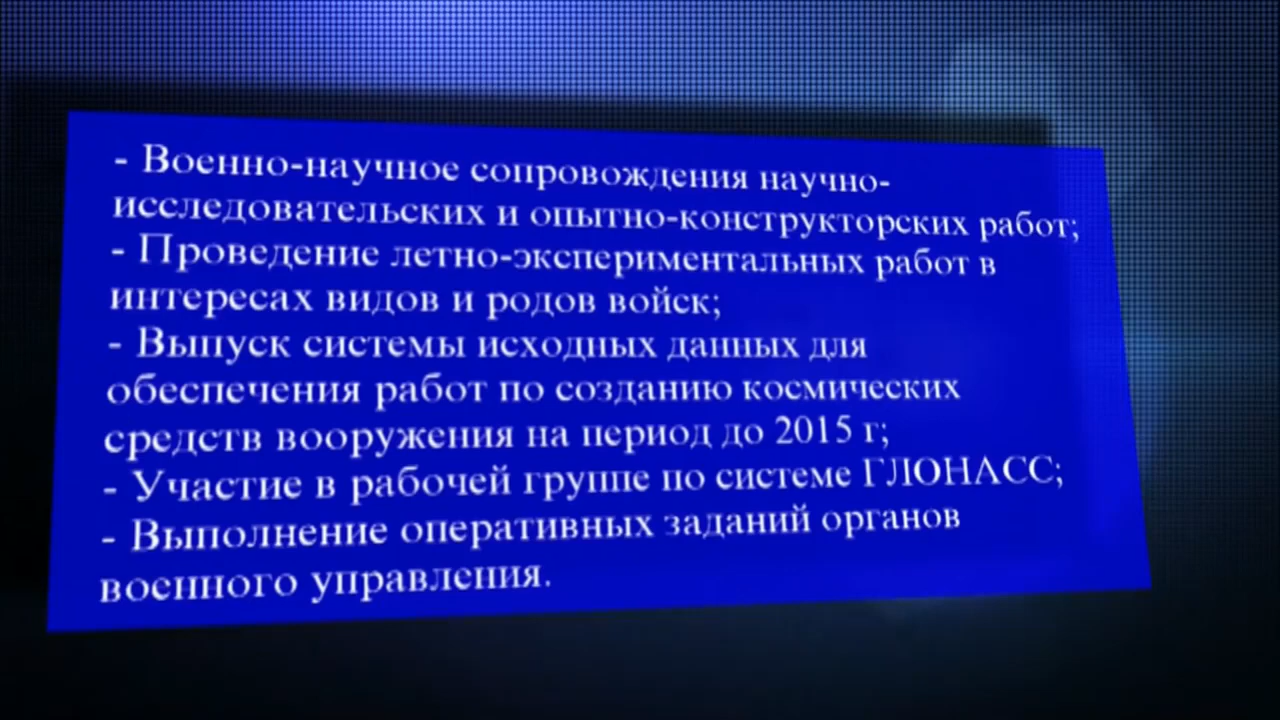 - Военно-научное сопровождения научно-
исследовательских и опытно-конструкторских работ;
- Проведение летно-экспериментальных работ в
интересах видов и родов войск;
- Выпуск системы исходных данных для
обеспечения работ по созданию космических
средств вооружения на период до 2015 г;
- Участие в рабочей группе по системе ГЛОНАСС;
- Выполнение оперативных заданий органов
военного управления.